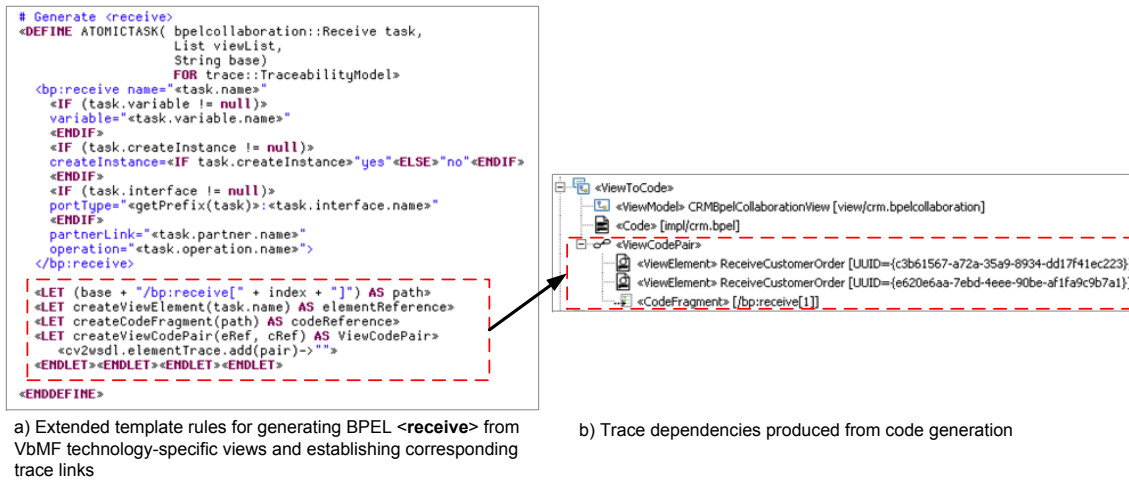 # Generate <receive>
«DEFINE ATOMICTASK( bpelcollaboration::Receive task,
List viewList,
String base)
FOR trace::TraceabilityModel»
<bp:receive name="«task.name»"
«IF (task.variable != null)»
variable="«task.variable.name»"
«ENDIF»
«IF (task.createInstance != null)»
createInstance=«IF task.createInstance»"yes"«ELSE»"no"«ENDIF»
«ENDIF»
«IF (task.interface != null)»
portType="«getPrefix(task)»:«task.interface.name»"
«ENDIF»
partnerLink="«task.partner.name»"
operation="«task.operation.name»">
</bp:receive>
«LET (base + "/bp:receive[" + index + "]") AS path»
«LET createViewElement(task.name) AS elementReference»
«LET createCodeFragment(path) AS codeReference»
«LET createViewCodePair(eRef, cRef) AS ViewCodePair»
«cv2wsdl.elementTrace.add(pair)->""»
«ENDLET»«ENDLET»«ENDLET»«ENDLET»
«ENDDEFINE»
a) Extended template rules for generating BPEL <receive> from
VbMF technology-specific views and establishing corresponding
trace links
«ViewToCode»
«ViewModel» CRMBpelCollaborationView [view/crm.bpelcollaboration]
«Code» [impl/crm.bpel]
«ViewCodePair»
«ViewElement» ReceiveCustomerOrder [UUID={c3b61567-a72a-35a9-8934-dd17f41ec223}]
«ViewElement» ReceiveCustomerOrder [UUID={e620e6aa-7ebd-4eee-90be-af1fa9c9b7a1}]
«CodeFragment» [/bp:receive[1]]
b) Trace dependencies produced from code generation